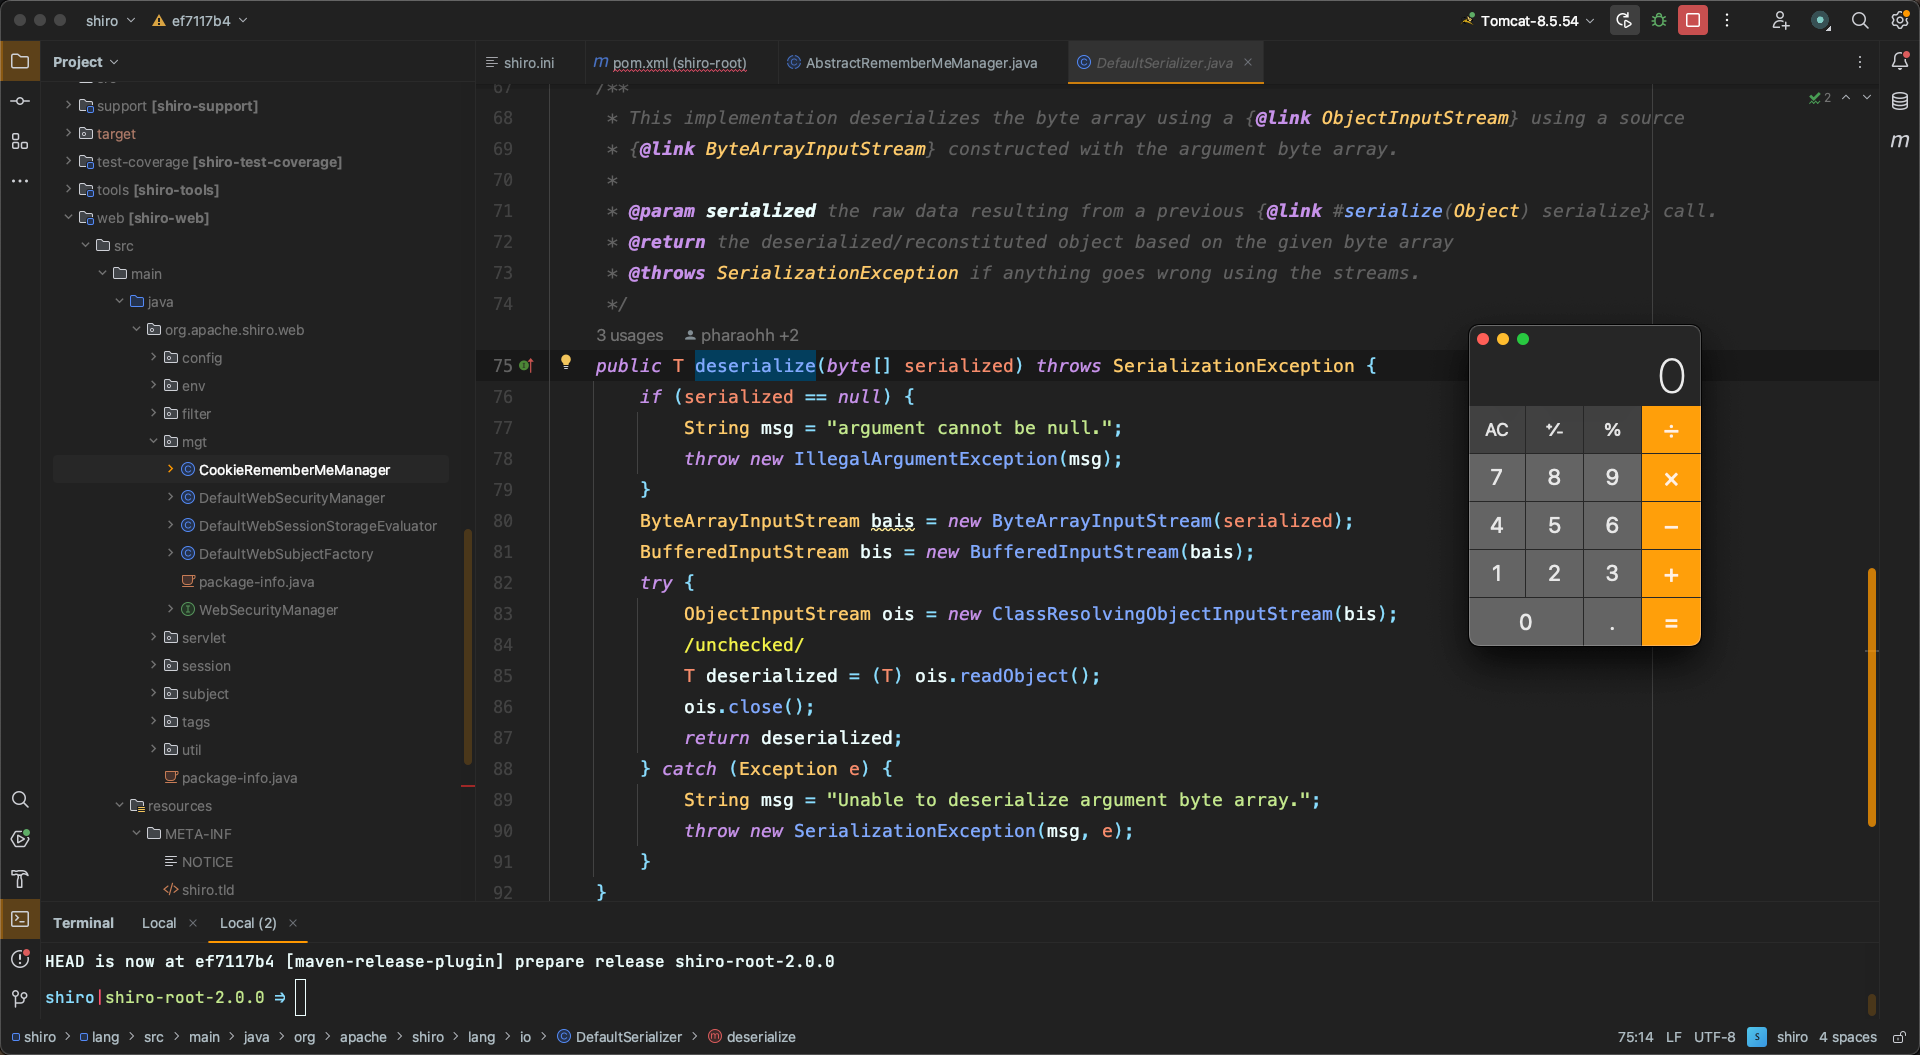 shiro
ef7117b4
Tomcat-8.5.54
Project
shiro.ini
pom.xml (shiro-root)
AbstractRememberMeManager.java
DefaultSerializer.java
support [shiro-support]
target
test-coverage [shiro-test-coverage]
tools [shiro-tools]
web [shiro-web]
src
main
java
org.apache.shiro.web
config
env
filter
mgt
CookieRememberMeManager
DefaultWebSecurityManager
DefaultWebSessionStorageEvaluator
DefaultWebSubjectFactory
package-info.java
WebSecurityManager
servlet
session
subject
tags
util
package-info.java
resources
META-INF
NOTICE
shiro.tld
2
67 /**
68 * This implementation deserializes the byte array using a {@link ObjectInputStream} using a source
69 * {@link ByteArrayInputStream} constructed with the argument byte array.
70 *
71 * @param serialized the raw data resulting from a previous {@link #serialize(Object) serialize} call.
72 * @return the deserialized/reconstituted object based on the given byte array
73 * @throws SerializationException if anything goes wrong using the streams.
74 */
3 usages pharaohh +2
75 public T deserialize(byte[] serialized) throws SerializationException {
76 if (serialized == null) {
77 String msg = "argument cannot be null.";
78 throw new IllegalArgumentException(msg);
79 }
80 ByteArrayInputStream bais = new ByteArrayInputStream(serialized);
81 BufferedInputStream bis = new BufferedInputStream(bais);
82 try {
83 ObjectInputStream ois = new ClassResolvingObjectInputStream(bis);
84 /unchecked/
85 T deserialized = (T) ois.readObject();
86 ois.close();
87 return deserialized;
88 } catch (Exception e) {
89 String msg = "Unable to deserialize argument byte array.";
90 throw new SerializationException(msg, e);
91 }
92 }
0
AC +/- % ÷
7 8 9 ×
4 5 6 −
1 2 3 +
0 . =
m
Terminal Local Local (2)
HEAD is now at ef7117b4 [maven-release-plugin] prepare release shiro-root-2.0.0
shiro|shiro-root-2.0.0 ⇒
shiro > lang > src > main > java > org > apache > shiro > lang > io > DefaultSerializer > deserialize
75:14 LF UTF-8 S shiro 4 spaces